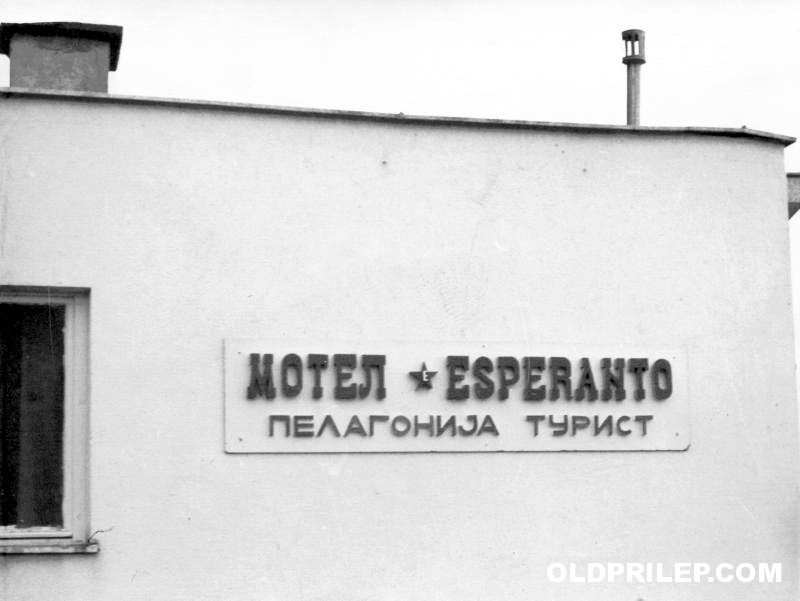 МОТЕЛ ★ E ESPERANTO
ПЕЛАГОНИЈА ТУРИСТ
OLDPRILEP.COM